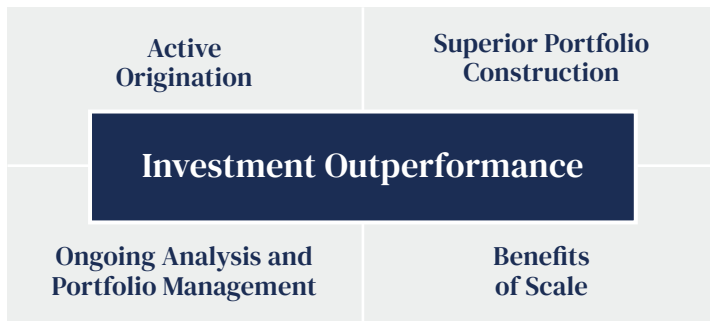 Active
Origination
Superior Portfolio
Construction
Investment Outperformance
Ongoing Analysis and
Portfolio Management
Benefits
of Scale